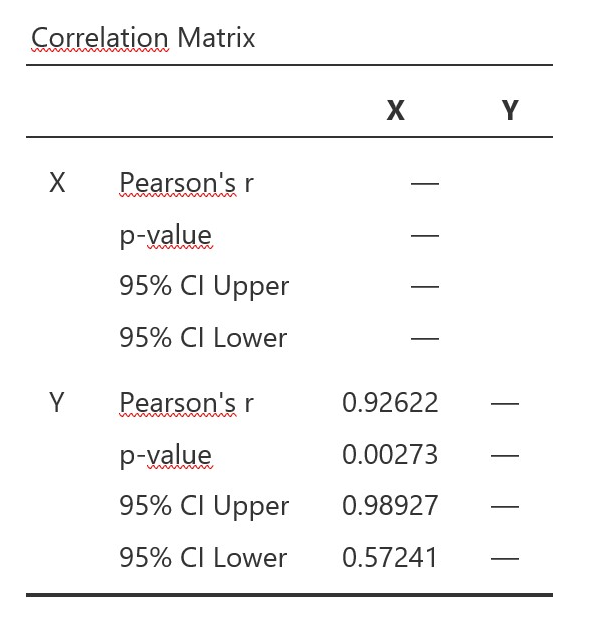 Correlation Matrix
X Y
X Pearson's r —
p-value —
95% CI Upper —
95% CI Lower —
Y Pearson's r 0.92622 —
p-value 0.00273 —
95% CI Upper 0.98927 —
95% CI Lower 0.57241 —